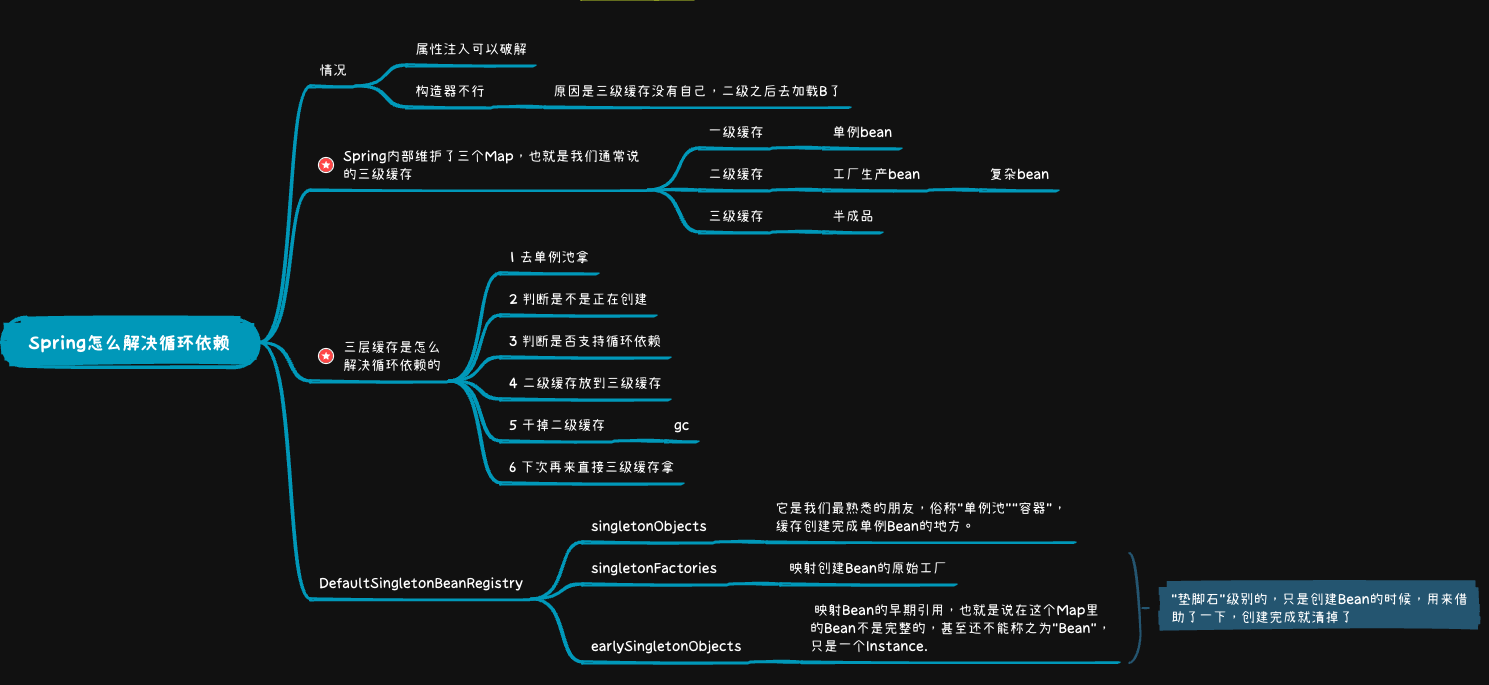 Spring怎么解决循环依赖
情况
属性注入可以破解
构造器不行
原因是三级缓存没有自己，二级之后去加载B了
Spring内部维护了三个Map，也就是我们通常说
的三级缓存
一级缓存
单例bean
二级缓存
工厂生产bean
复杂bean
三级缓存
半成品
三层缓存是怎么
解决循环依赖的
1 去单例池拿
2 判断是不是正在创建
3 判断是否支持循环依赖
4 二级缓存放到三级缓存
5 干掉二级缓存
gc
6 下次再来直接三级缓存拿
DefaultSingletonBeanRegistry
singletonObjects
它是我们最熟悉的朋友，俗称"单例池""容器"，
缓存创建完成单例Bean的地方。
singletonFactories
映射创建Bean的原始工厂
earlySingletonObjects
映射Bean的早期引用，也就是说在这个Map里
的Bean不是完整的，甚至还不能称之为"Bean"，
只是一个Instance.
"垫脚石"级别的，只是创建Bean的时候，用来借
助了一下，创建完成就清掉了